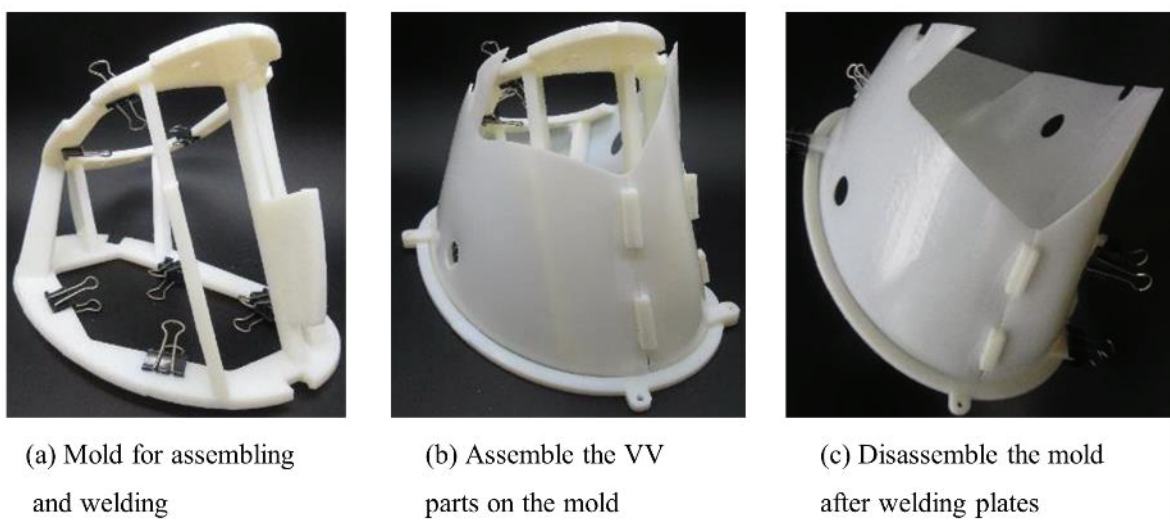 (a) Mold for assembling
and welding
(b) Assemble the VV
parts on the mold
(c) Disassemble the mold
after welding plates